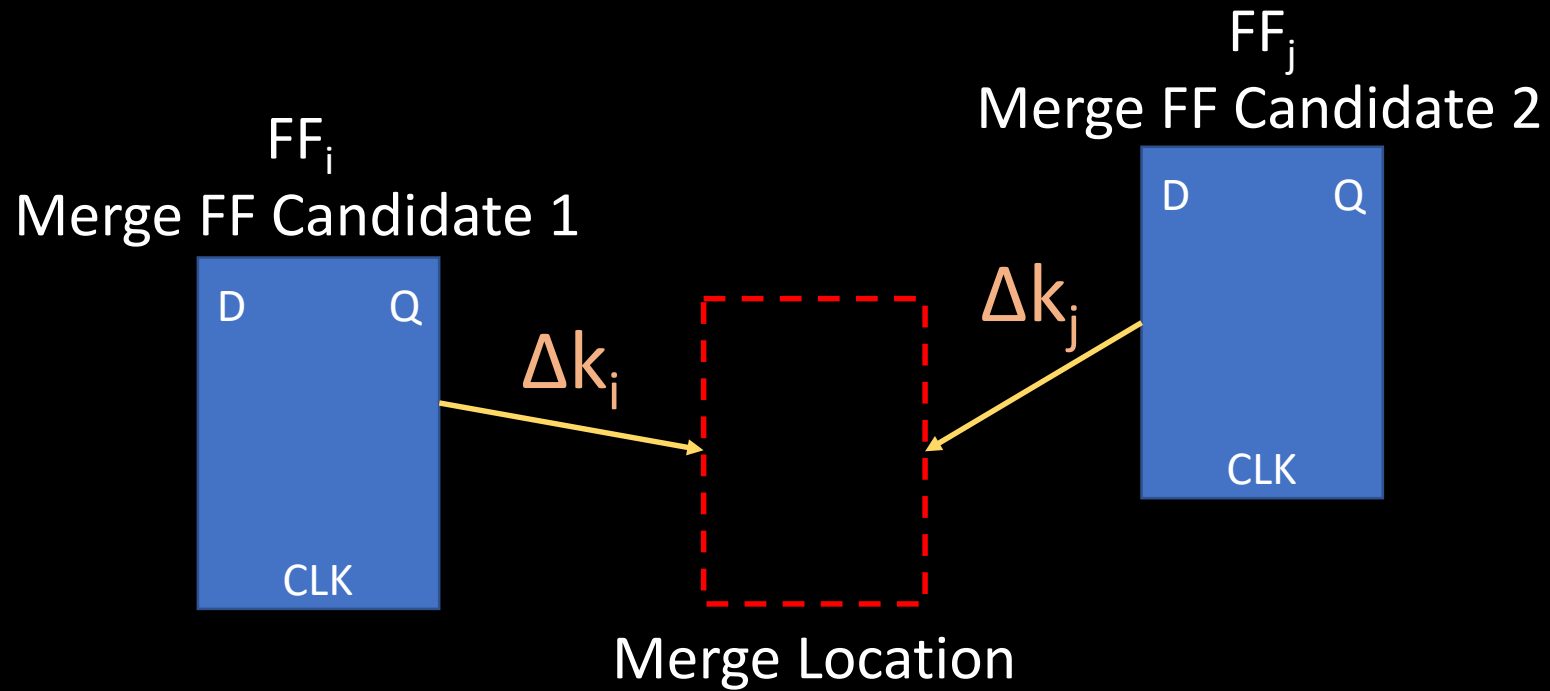 FFi
Merge FF Candidate 1
D Q
CLK
Δki
FFj
Merge FF Candidate 2
D Q
CLK
Δkj
Merge Location